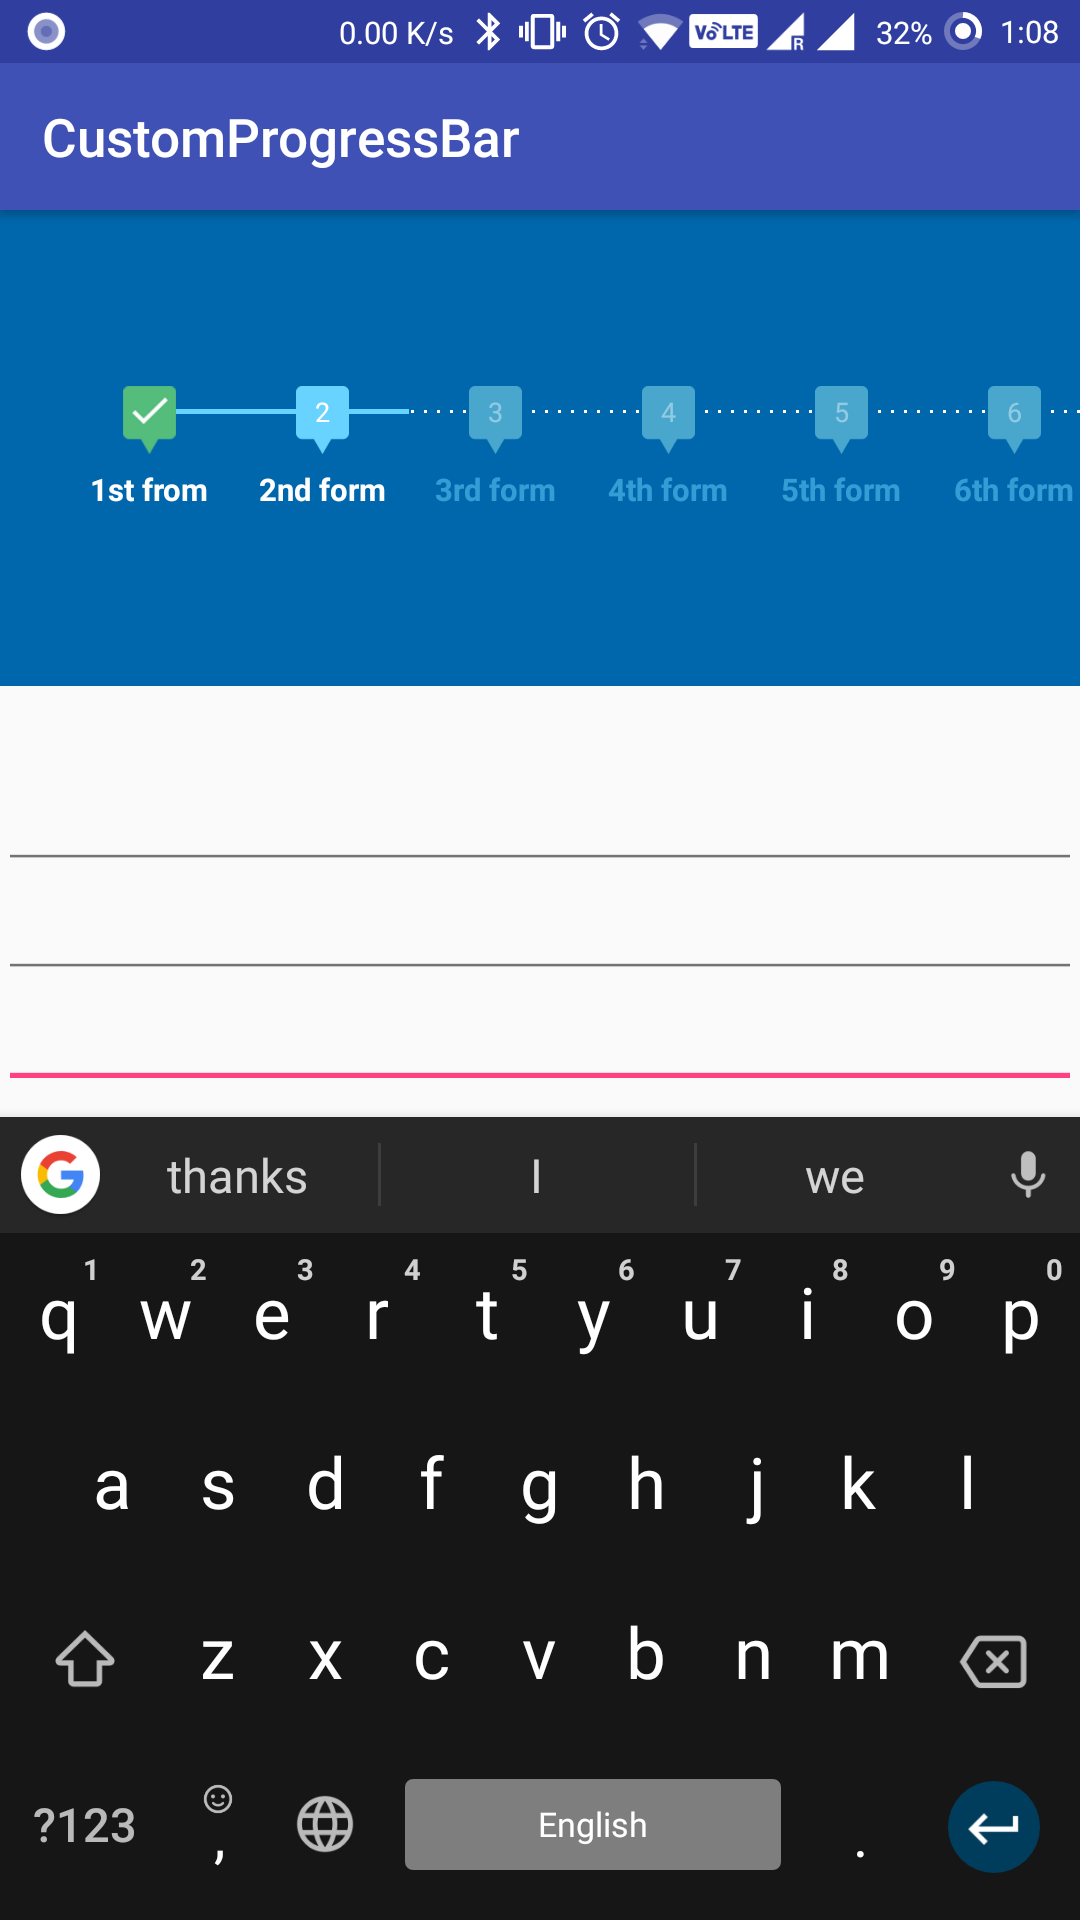 0.00 K/s VoLTE R 32% 1:08
CustomProgressBar
2 3 4 5 6
1st from 2nd form 3rd form 4th form 5th form 6th form
G thanks I we
1 2 3 4 5 6 7 8 9 0
q w e r t y u i o p
a s d f g h j k l
z x c v b n m
?123 , English .